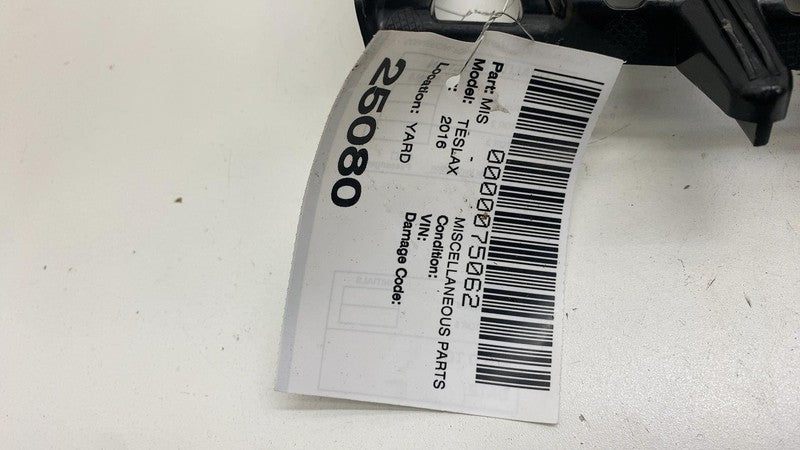 0000075062
Part: MIS - MISCELLANEOUS PARTS
Model: TESLAX Condition:
2016 VIN:
Location: YARD Damage Code:
25080